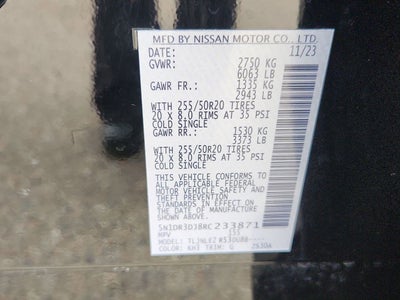 MFD BY NISSAN MOTOR CO., LTD.
DATE: 11/23
GVWR: 2750 KG
6063 LB
GAWR FR.: 1335 KG
2943 LB
WITH 255/50R20 TIRES
20 x 8.0 RIMS AT 35 PSI
COLD SINGLE
GAWR RR.: 1530 KG
3373 LB
WITH 255/50R20 TIRES
20 x 8.0 RIMS AT 35 PSI
COLD SINGLE
THIS VEHICLE CONFORMS TO
ALL APPLICABLE FEDERAL
MOTOR VEHICLE SAFETY AND
THEFT PREVENTION
STANDARDS IN EFFECT ON
THE DATE OF MANUFACTURE
SHOWN ABOVE.
5N1DR3DJ8RC233871
MPV
COLOR: KH3 TRIM: G